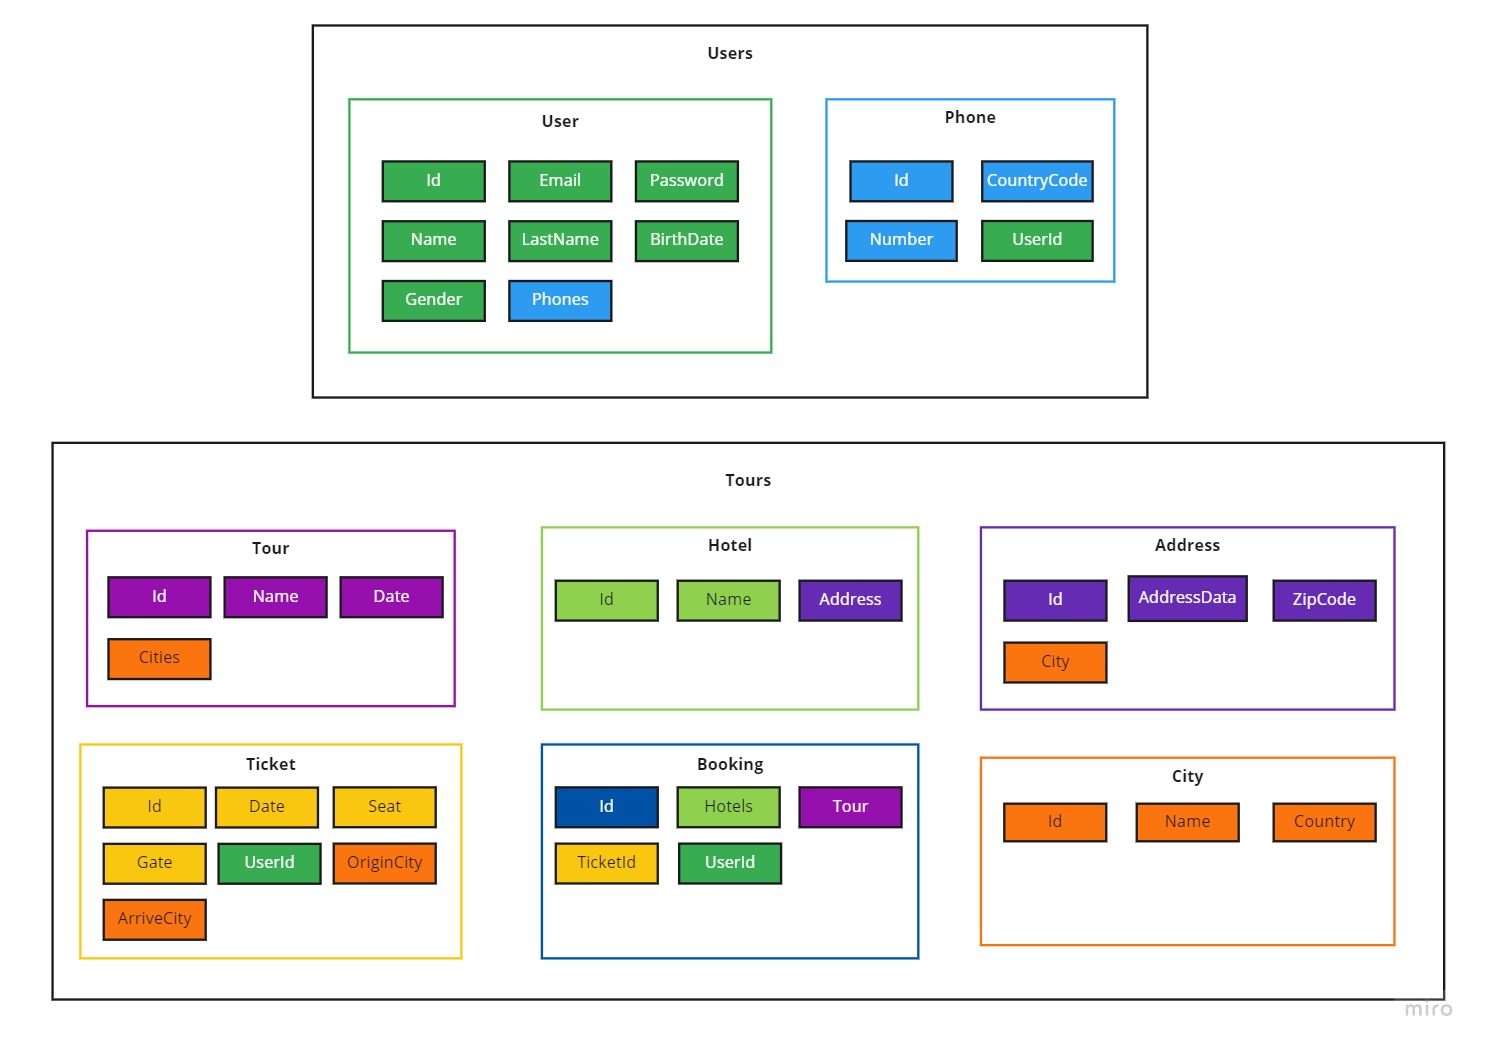 Users
User
Id
Email
Password
Name
LastName
BirthDate
Gender
Phones
Phone
Id
CountryCode
Number
UserId
Tours
Tour
Id
Name
Date
Cities
Hotel
Id
Name
Address
Address
Id
AddressData
ZipCode
City
Ticket
Id
Date
Seat
Gate
UserId
OriginCity
ArriveCity
Booking
Id
Hotels
Tour
TicketId
UserId
City
Id
Name
Country
miro